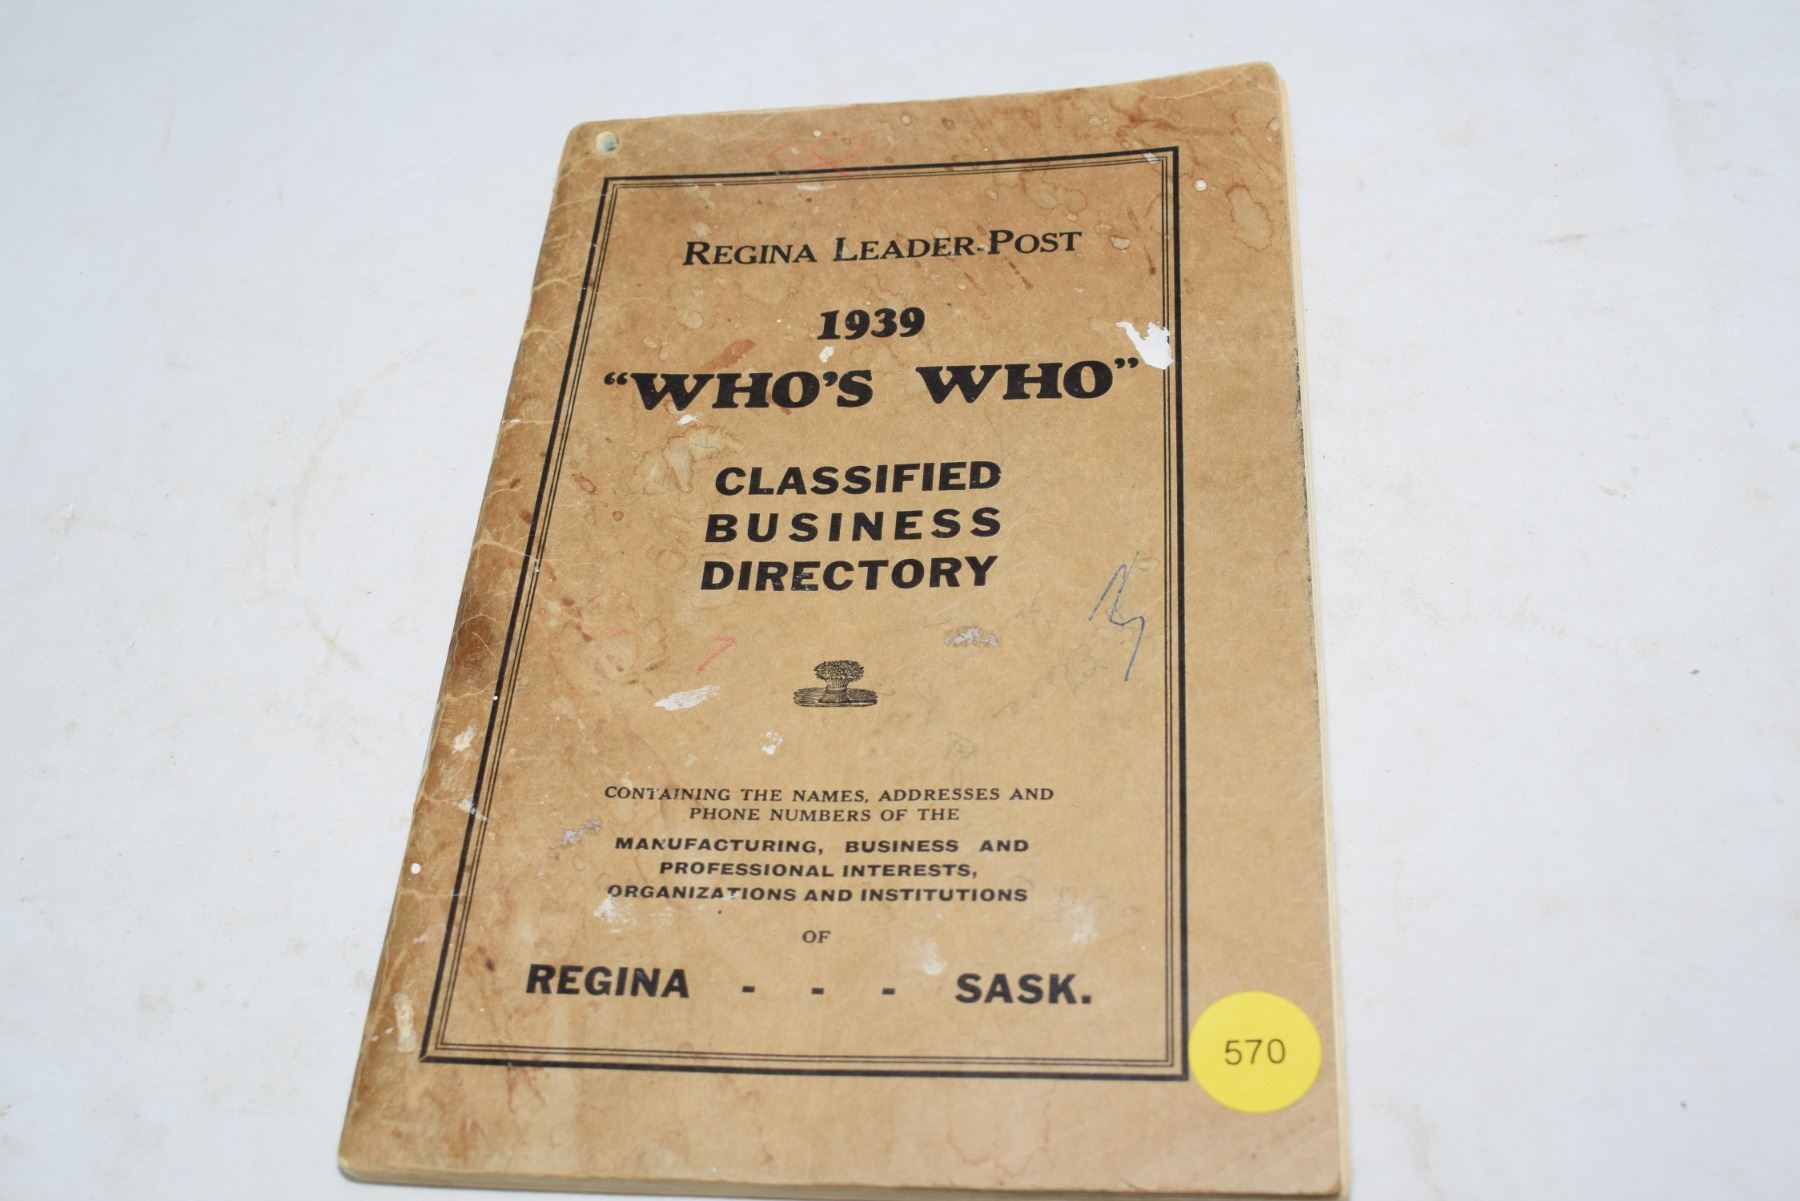 REGINA LEADER-POST
1939
"WHO'S WHO"
CLASSIFIED
BUSINESS
DIRECTORY
CONTAINING THE NAMES, ADDRESSES AND
PHONE NUMBERS OF THE
MANUFACTURING, BUSINESS AND
PROFESSIONAL INTERESTS,
ORGANIZATIONS AND INSTITUTIONS
OF
REGINA - - - SASK.
570